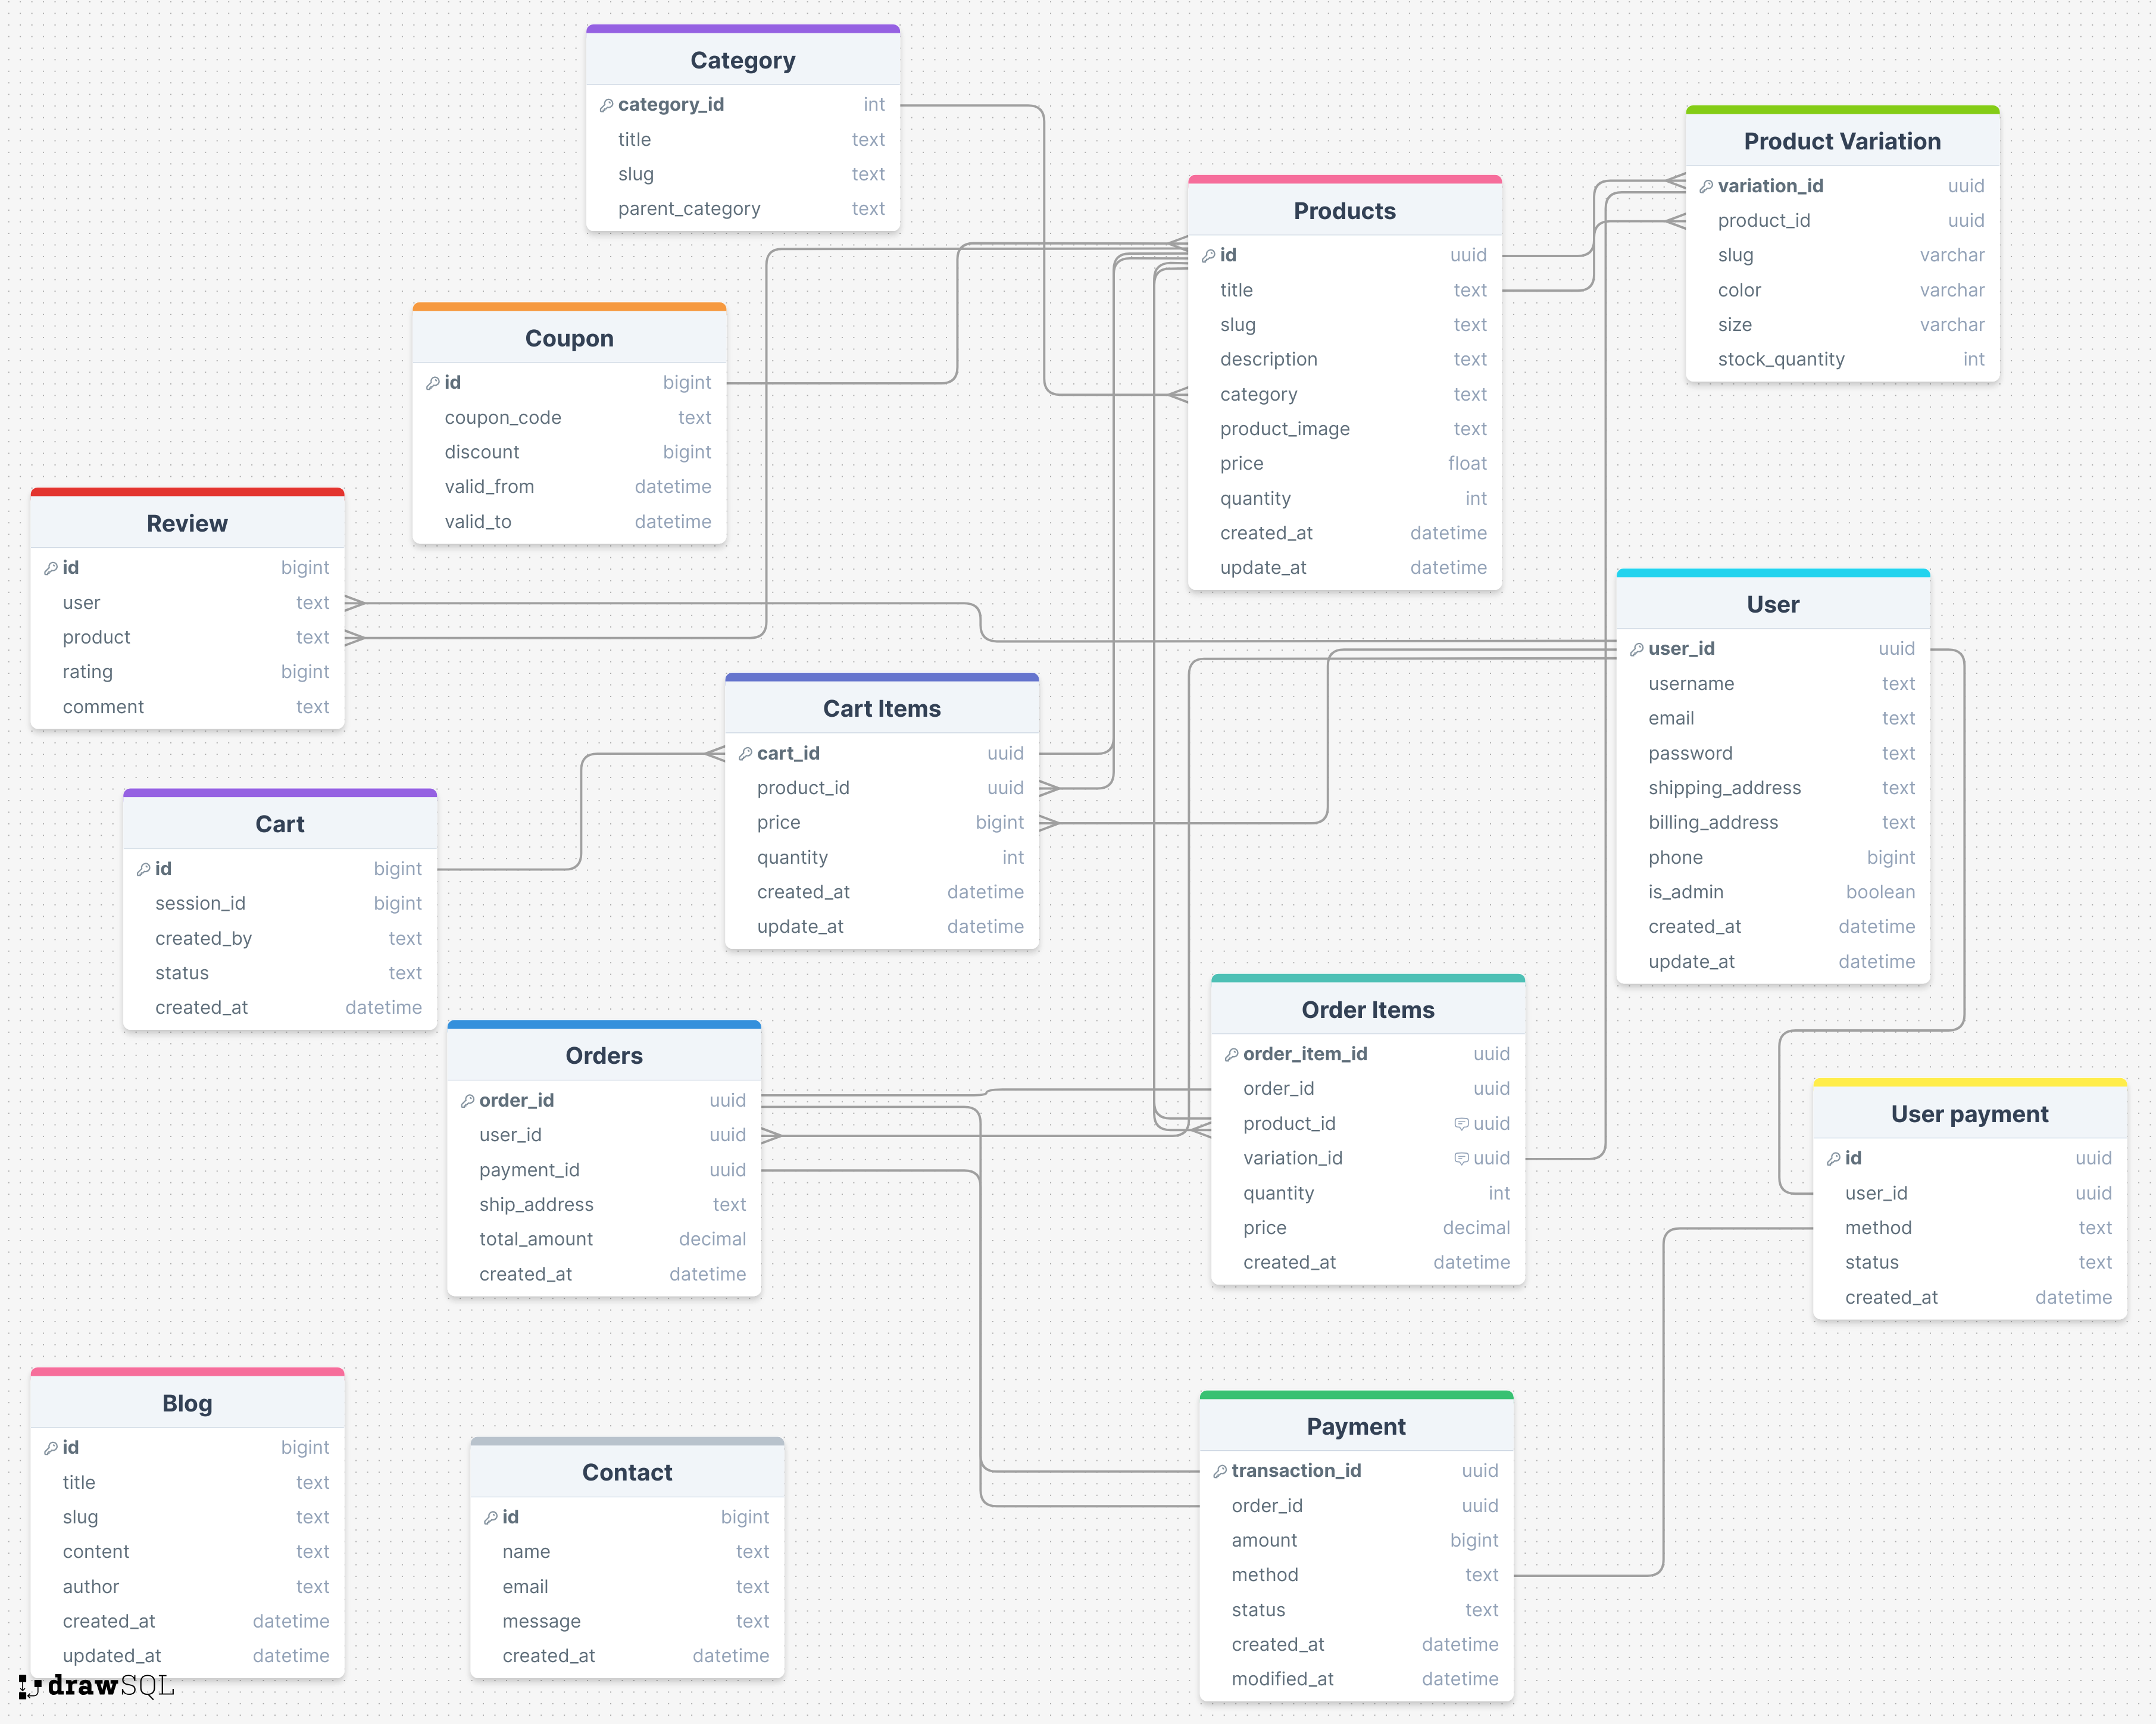 Category
category_id int
title text
slug text
parent_category text
Product Variation
variation_id uuid
product_id uuid
slug varchar
color varchar
size varchar
stock_quantity int
Products
id uuid
title text
slug text
description text
category text
product_image text
price float
quantity int
created_at datetime
update_at datetime
Coupon
id bigint
coupon_code text
discount bigint
valid_from datetime
valid_to datetime
Review
id bigint
user text
product text
rating bigint
comment text
User
user_id uuid
username text
email text
password text
shipping_address text
billing_address text
phone bigint
is_admin boolean
created_at datetime
update_at datetime
Cart Items
cart_id uuid
product_id uuid
price bigint
quantity int
created_at datetime
update_at datetime
Cart
id bigint
session_id bigint
created_by text
status text
created_at datetime
Order Items
order_item_id uuid
order_id uuid
product_id uuid
variation_id uuid
quantity int
price decimal
created_at datetime
Orders
order_id uuid
user_id uuid
payment_id uuid
ship_address text
total_amount decimal
created_at datetime
User payment
id uuid
user_id uuid
method text
status text
created_at datetime
Blog
id bigint
title text
slug text
content text
author text
created_at datetime
updated_at datetime
Contact
id bigint
name text
email text
message text
created_at datetime
Payment
transaction_id uuid
order_id uuid
amount bigint
method text
status text
created_at datetime
modified_at datetime
drawSQL